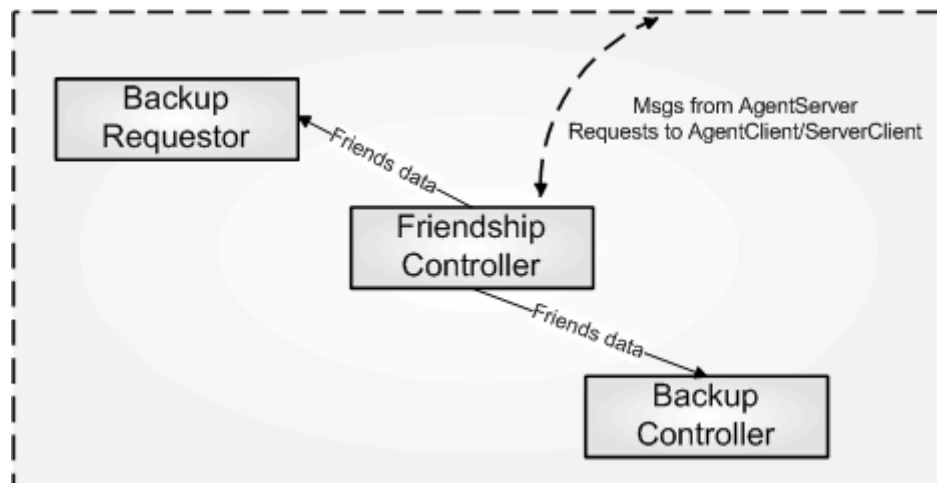 Backup
Requestor
Msgs from AgentServer
Requests to AgentClient/ServerClient
Friends data
Friendship
Controller
Friends data
Backup
Controller